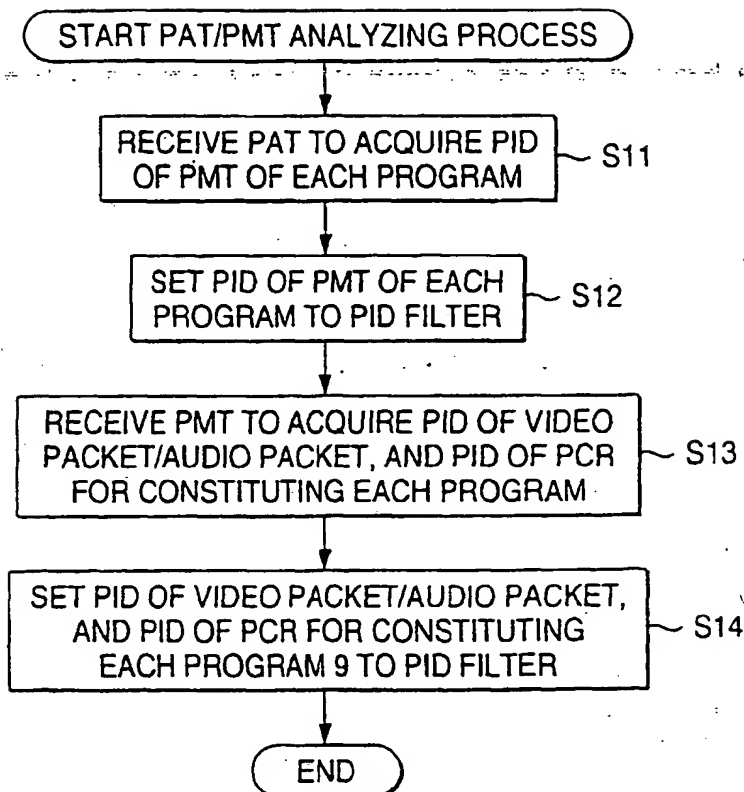 START PAT/PMT ANALYZING PROCESS
RECEIVE PAT TO ACQUIRE PID
OF PMT OF EACH PROGRAM
S11
SET PID OF PMT OF EACH
PROGRAM TO PID FILTER
S12
RECEIVE PMT TO ACQUIRE PID OF VIDEO
PACKET/AUDIO PACKET, AND PID OF PCR
FOR CONSTITUTING EACH PROGRAM
S13
SET PID OF VIDEO PACKET/AUDIO PACKET,
AND PID OF PCR FOR CONSTITUTING
EACH PROGRAM 9 TO PID FILTER
S14
END